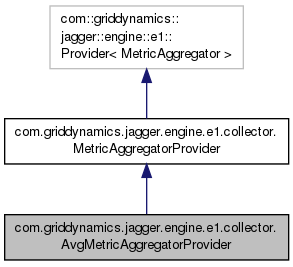 com::griddynamics::
jagger::engine::e1::
Provider< MetricAggregator >
com.griddynamics.jagger.engine.e1.collector.
MetricAggregatorProvider
com.griddynamics.jagger.engine.e1.collector.
AvgMetricAggregatorProvider